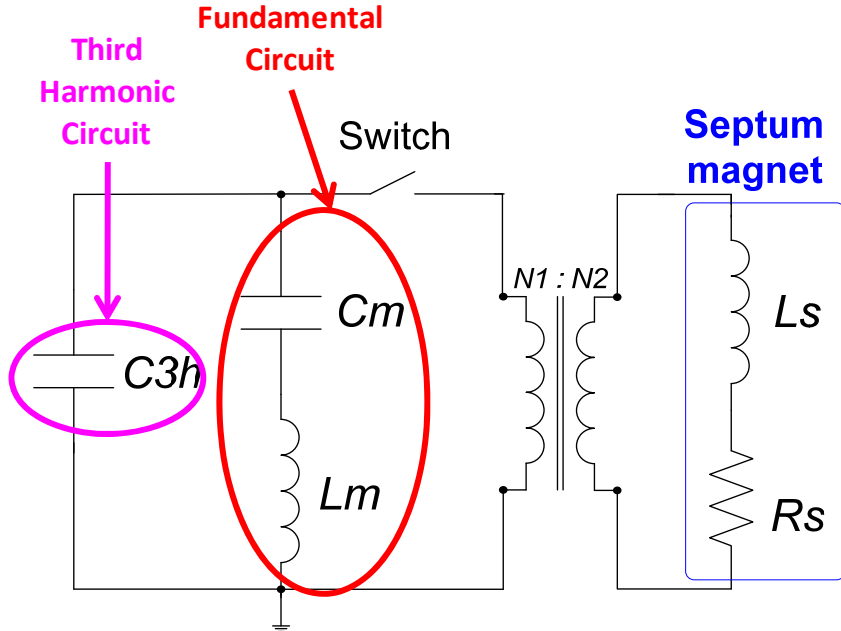 Fundamental
Circuit
Third
Harmonic
Circuit
Switch
Septum
magnet
N1 : N2
Cm
Ls
C3h
Lm
Rs